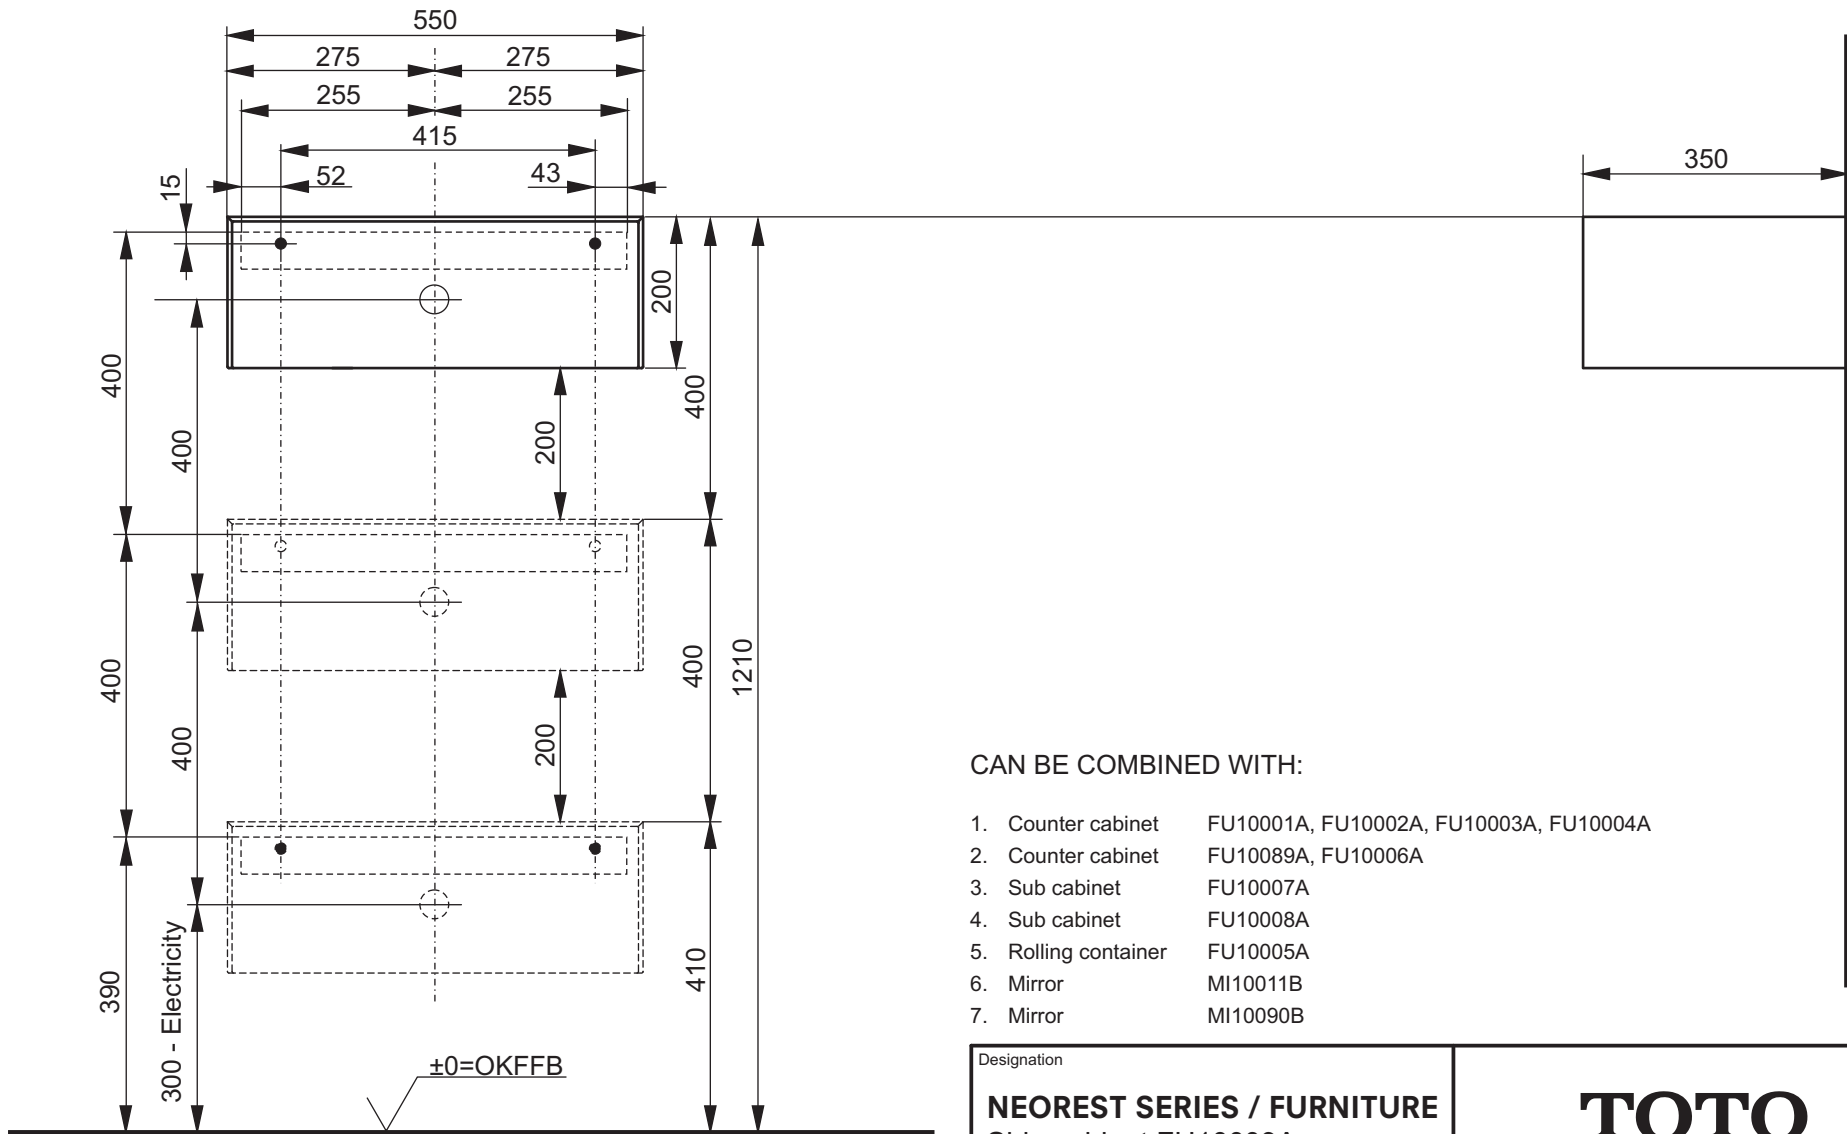 550
275 275
255 255
415
52 43
15
350
200
400
400
400
200
400
400
1210
400
200
390
300 - Electricity
410
±0=OKFFB
CAN BE COMBINED WITH:
1. Counter cabinet FU10001A, FU10002A, FU10003A, FU10004A
2. Counter cabinet FU10089A, FU10006A
3. Sub cabinet FU10007A
4. Sub cabinet FU10008A
5. Rolling container FU10005A
6. Mirror MI10011B
7. Mirror MI10090B
Designation
NEOREST SERIES / FURNITURE
TOTO